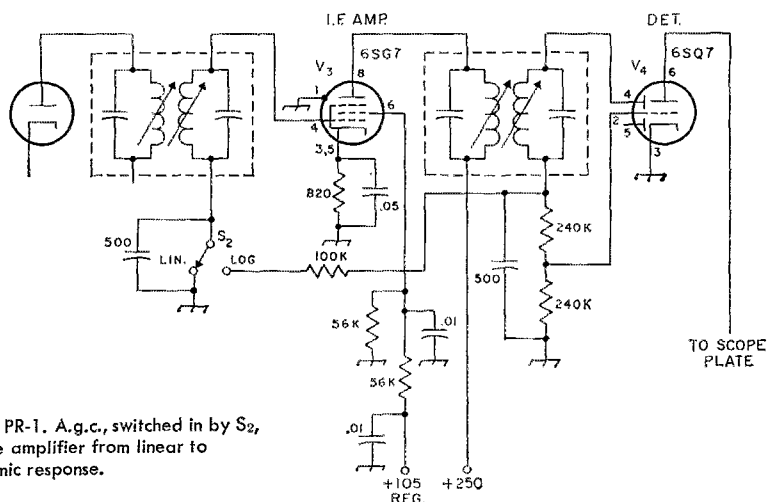 I.F. AMP.
DET.
6SG7
6SQ7
V3
V4
8
6
1
6
4
4
2
5
3,5
3
820
.05
500
S2
LIN.
LOG
100K
240K
500
240K
56K
.01
56K
.01
TO SCOPE
PLATE
+105
REG.
+250
PR-1. A.g.c., switched in by S2,
e amplifier from linear to
mic response.